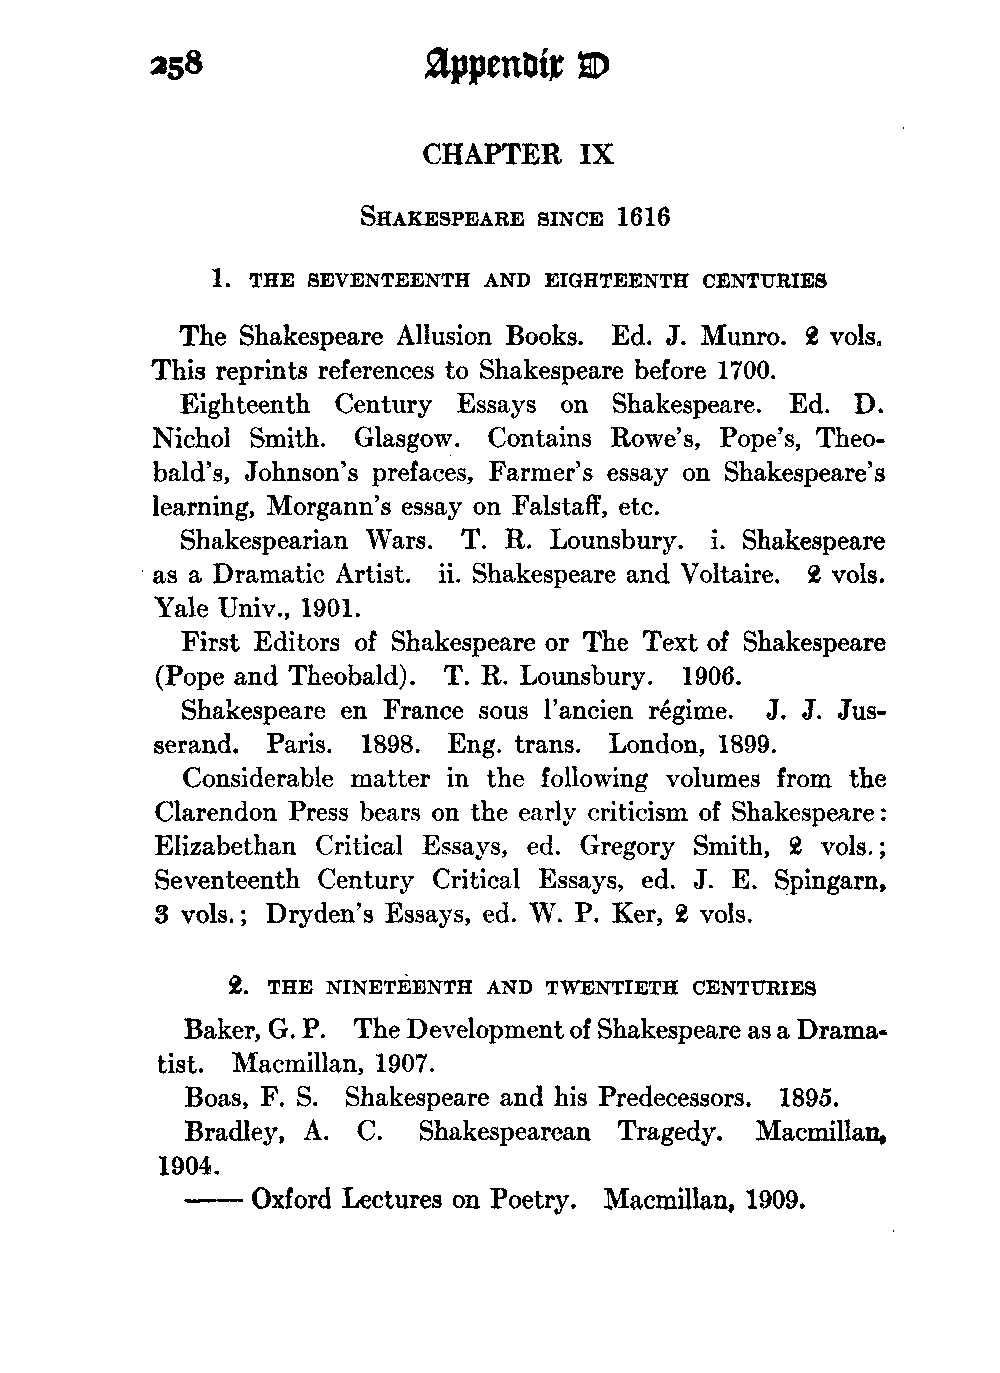 258 Appendix D
CHAPTER IX
SHAKESPEARE SINCE 1616
1. THE SEVENTEENTH AND EIGHTEENTH CENTURIES
The Shakespeare Allusion Books. Ed. J. Munro. 2 vols.
This reprints references to Shakespeare before 1700.
Eighteenth Century Essays on Shakespeare. Ed. D.
Nichol Smith. Glasgow. Contains Rowe's, Pope's, Theo-
bald's, Johnson's prefaces, Farmer's essay on Shakespeare's
learning, Morgann's essay on Falstaff, etc.
Shakespearian Wars. T. R. Lounsbury. i. Shakespeare
as a Dramatic Artist. ii. Shakespeare and Voltaire. 2 vols.
Yale Univ., 1901.
First Editors of Shakespeare or The Text of Shakespeare
(Pope and Theobald). T. R. Lounsbury. 1906.
Shakespeare en France sous l'ancien régime. J. J. Jus-
serand. Paris. 1898. Eng. trans. London, 1899.
Considerable matter in the following volumes from the
Clarendon Press bears on the early criticism of Shakespeare:
Elizabethan Critical Essays, ed. Gregory Smith, 2 vols.;
Seventeenth Century Critical Essays, ed. J. E. Spingarn,
3 vols.; Dryden's Essays, ed. W. P. Ker, 2 vols.
2. THE NINETEENTH AND TWENTIETH CENTURIES
Baker, G. P. The Development of Shakespeare as a Drama-
tist. Macmillan, 1907.
Boas, F. S. Shakespeare and his Predecessors. 1895.
Bradley, A. C. Shakespearean Tragedy. Macmillan,
1904.
—— Oxford Lectures on Poetry. Macmillan, 1909.